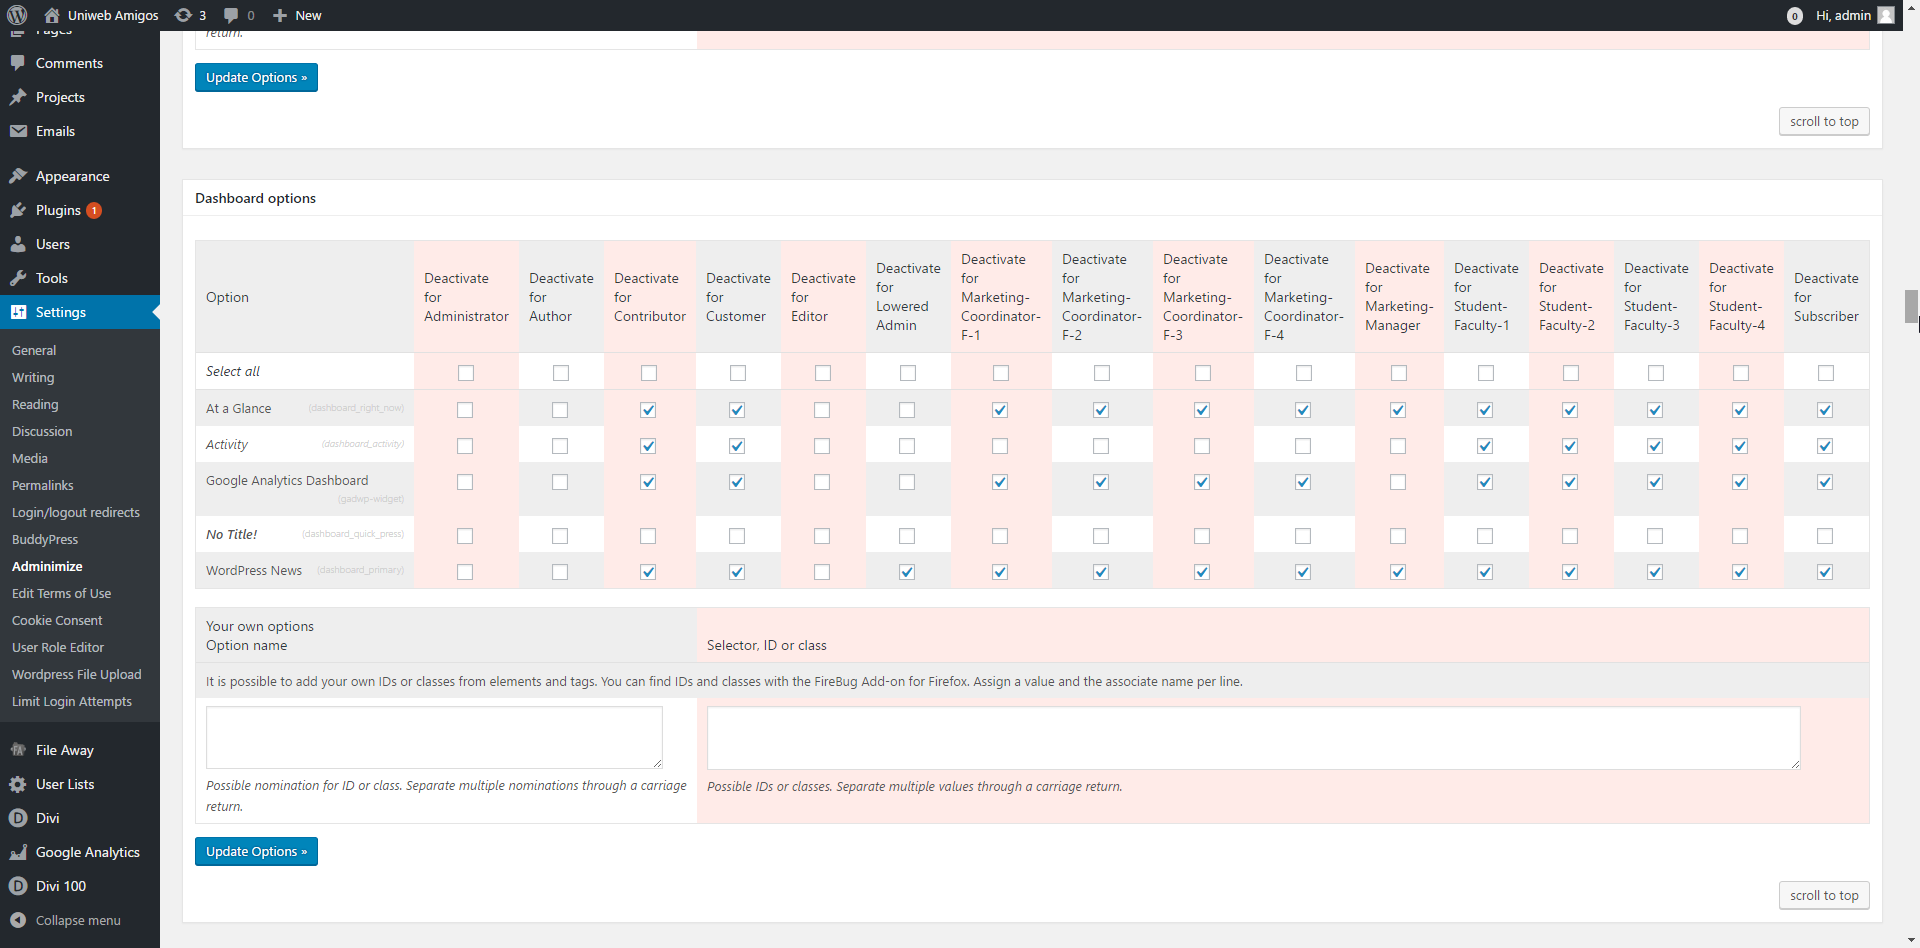 Uniweb Amigos 3 0 New 0 Hi, admin
Pages
Comments
Projects
Emails
Appearance
Plugins 1
Users
Tools
Settings
General
Writing
Reading
Discussion
Media
Permalinks
Login/logout redirects
BuddyPress
Adminimize
Edit Terms of Use
Cookie Consent
User Role Editor
Wordpress File Upload
Limit Login Attempts
FA File Away
User Lists
D Divi
Google Analytics
D Divi 100
Collapse menu
return.
Update Options »
scroll to top
Dashboard options
Option
Deactivate
for
Administrator
Deactivate
for
Author
Deactivate
for
Contributor
Deactivate
for
Customer
Deactivate
for
Editor
Deactivate
for
Lowered
Admin
Deactivate
for
Marketing-
Coordinator-
F-1
Deactivate
for
Marketing-
Coordinator-
F-2
Deactivate
for
Marketing-
Coordinator-
F-3
Deactivate
for
Marketing-
Coordinator-
F-4
Deactivate
for
Marketing-
Manager
Deactivate
for
Student-
Faculty-1
Deactivate
for
Student-
Faculty-2
Deactivate
for
Student-
Faculty-3
Deactivate
for
Student-
Faculty-4
Deactivate
for
Subscriber
Select all
At a Glance (dashboard_right_now)
Activity (dashboard_activity)
Google Analytics Dashboard
(gadwp-widget)
No Title! (dashboard_quick_press)
WordPress News (dashboard_primary)
Your own options
Option name
Selector, ID or class
It is possible to add your own IDs or classes from elements and tags. You can find IDs and classes with the FireBug Add-on for Firefox. Assign a value and the associate name per line.
Possible nomination for ID or class. Separate multiple nominations through a carriage
return.
Possible IDs or classes. Separate multiple values through a carriage return.
Update Options »
scroll to top